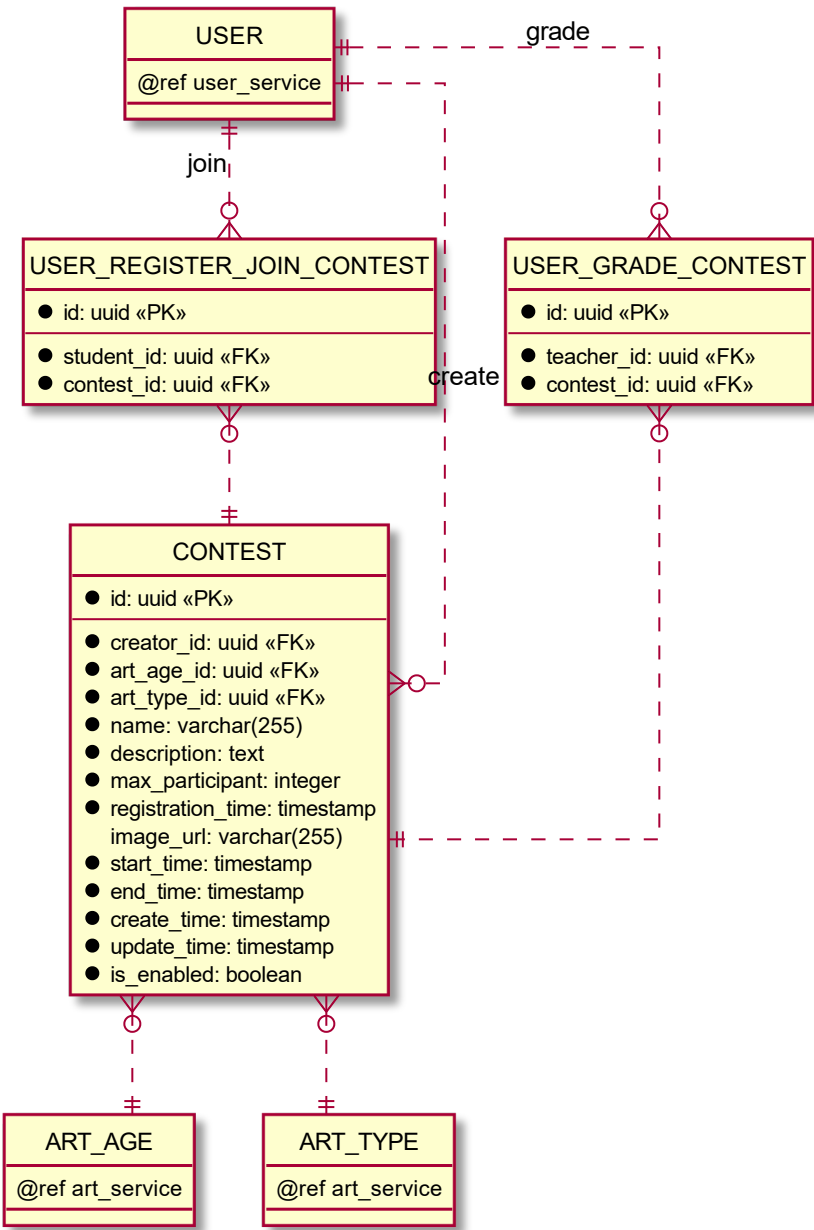 USER
@ref user_service
grade
join
USER_REGISTER_JOIN_CONTEST
id: uuid «PK»
student_id: uuid «FK»
contest_id: uuid «FK»
create
USER_GRADE_CONTEST
id: uuid «PK»
teacher_id: uuid «FK»
contest_id: uuid «FK»
CONTEST
id: uuid «PK»
creator_id: uuid «FK»
art_age_id: uuid «FK»
art_type_id: uuid «FK»
name: varchar(255)
description: text
max_participant: integer
registration_time: timestamp
image_url: varchar(255)
start_time: timestamp
end_time: timestamp
create_time: timestamp
update_time: timestamp
is_enabled: boolean
ART_AGE
@ref art_service
ART_TYPE
@ref art_service